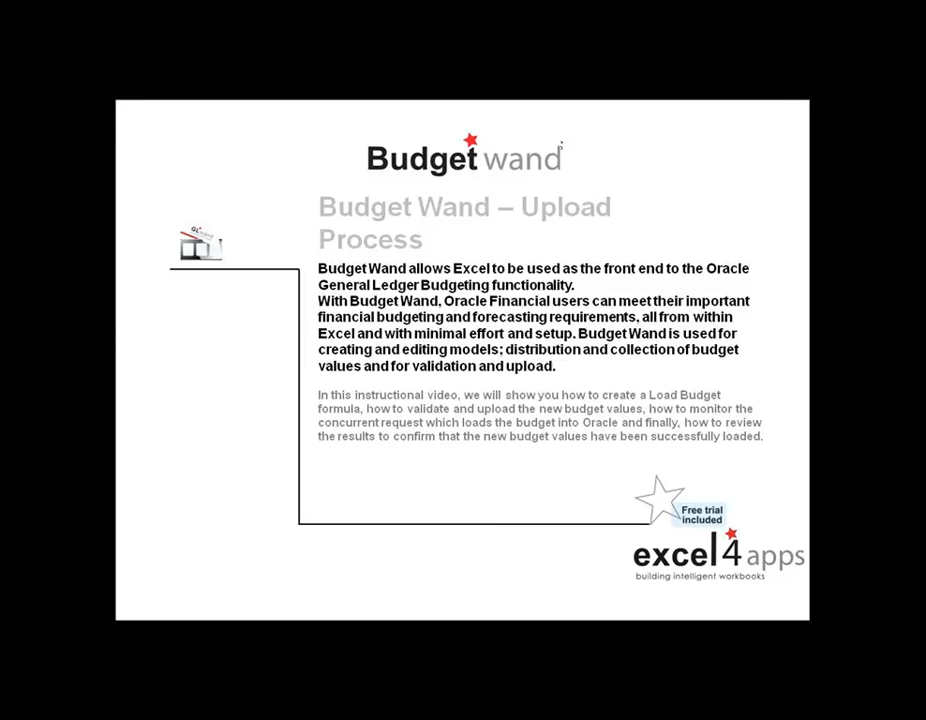 Budget wand
Budget Wand – Upload
Process
GL wand
Budget Wand allows Excel to be used as the front end to the Oracle
General Ledger Budgeting functionality.
With Budget Wand, Oracle Financial users can meet their important
financial budgeting and forecasting requirements, all from within
Excel and with minimal effort and setup. Budget Wand is used for
creating and editing models; distribution and collection of budget
values and for validation and upload.
In this instructional video, we will show you how to create a Load Budget
formula, how to validate and upload the new budget values, how to monitor the
concurrent request which loads the budget into Oracle and finally, how to review
the results to confirm that the new budget values have been successfully loaded.
Free trial
included
excel4apps
building intelligent workbooks